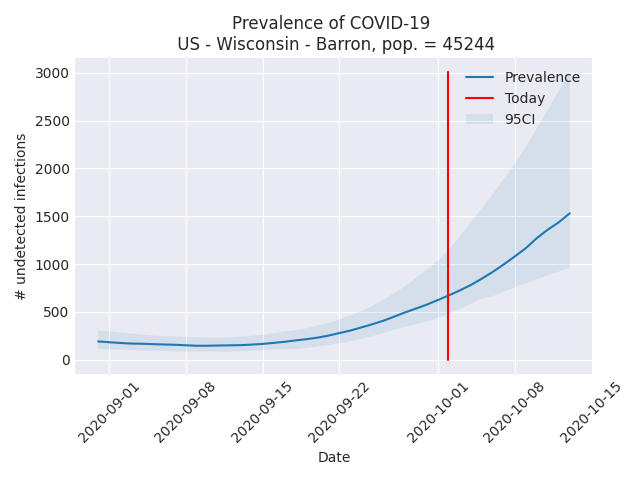 Prevalence of COVID-19
US - Wisconsin - Barron, pop. = 45244
3000
2500
2000
1500
1000
500
0
# undetected infections
Prevalence
Today
95CI
2020-09-01
2020-09-08
2020-09-15
2020-09-22
2020-10-01
2020-10-08
2020-10-15
Date